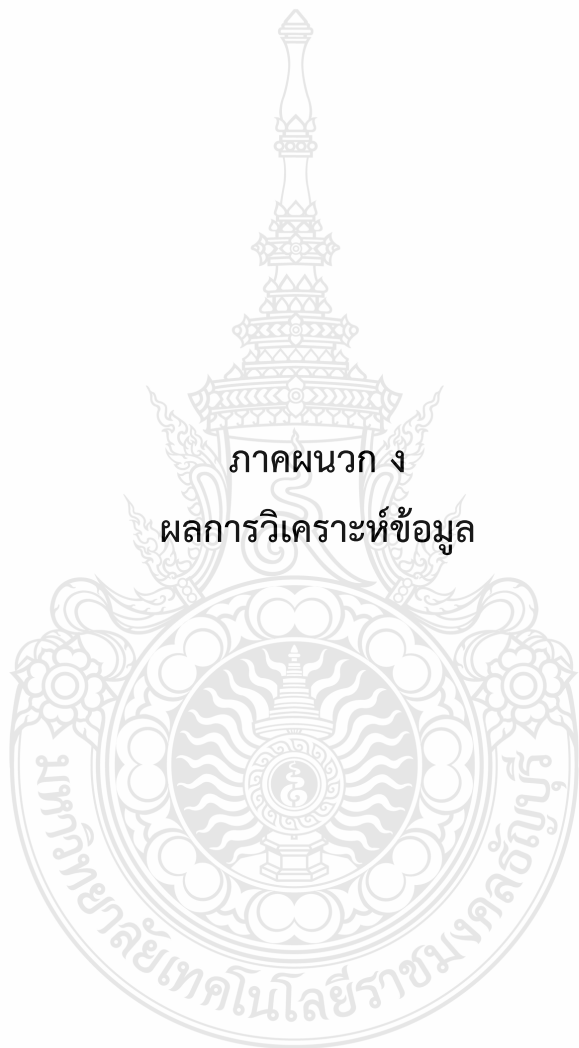 ภาคผนวก ง
ผลการวิเคราะห์ข้อมูล
มหาวิทยาลัยเทคโนโลยีราชมงคลธัญบุรี